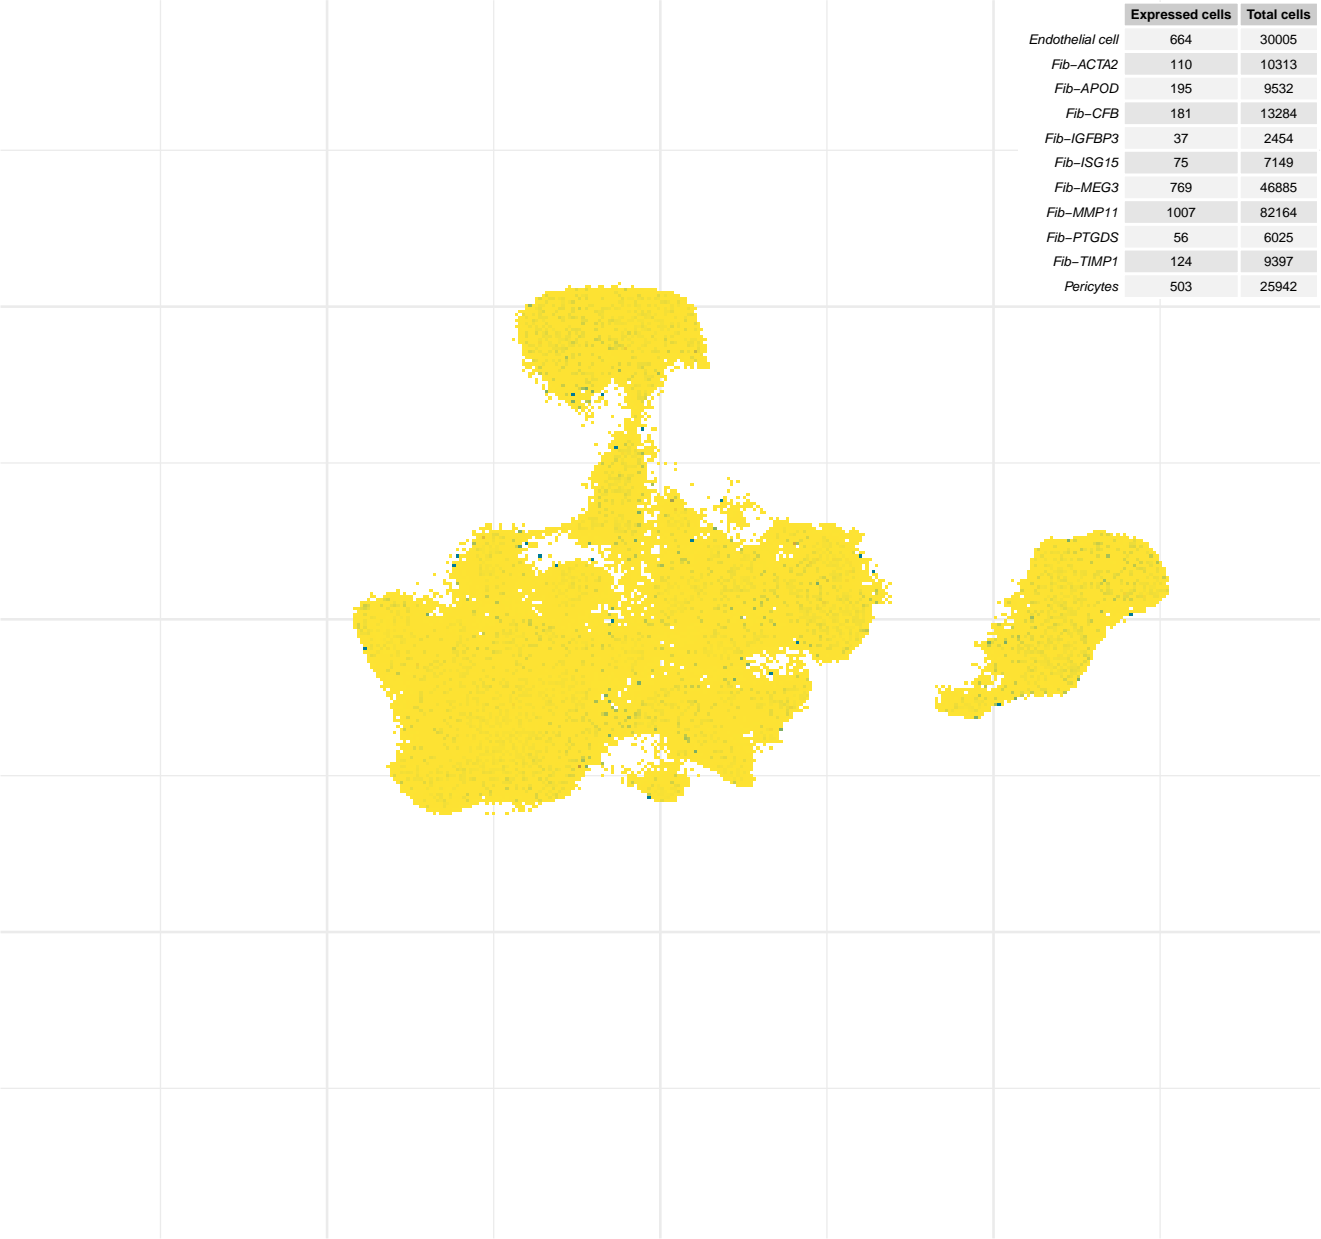 Expressed cells Total cells
Endothelial cell 664 30005
Fib−ACTA2 110 10313
Fib−APOD 195 9532
Fib−CFB 181 13284
Fib−IGFBP3 37 2454
Fib−ISG15 75 7149
Fib−MEG3 769 46885
Fib−MMP11 1007 82164
Fib−PTGDS 56 6025
Fib−TIMP1 124 9397
Pericytes 503 25942